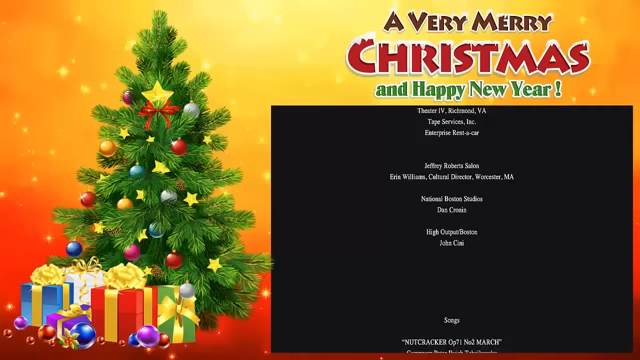 A VERY MERRY
CHRISTMAS
and Happy New Year !
Theater IV, Richmond, VA
Tape Services, Inc.
Enterprise Rent-a-car
Jeffrey Roberts Salon
Erin Williams, Cultural Director, Worcester, MA
National Boston Studios
Dan Cronin
High Output/Boston
John Cini
Songs
"NUTCRACKER Op71 No2 MARCH"